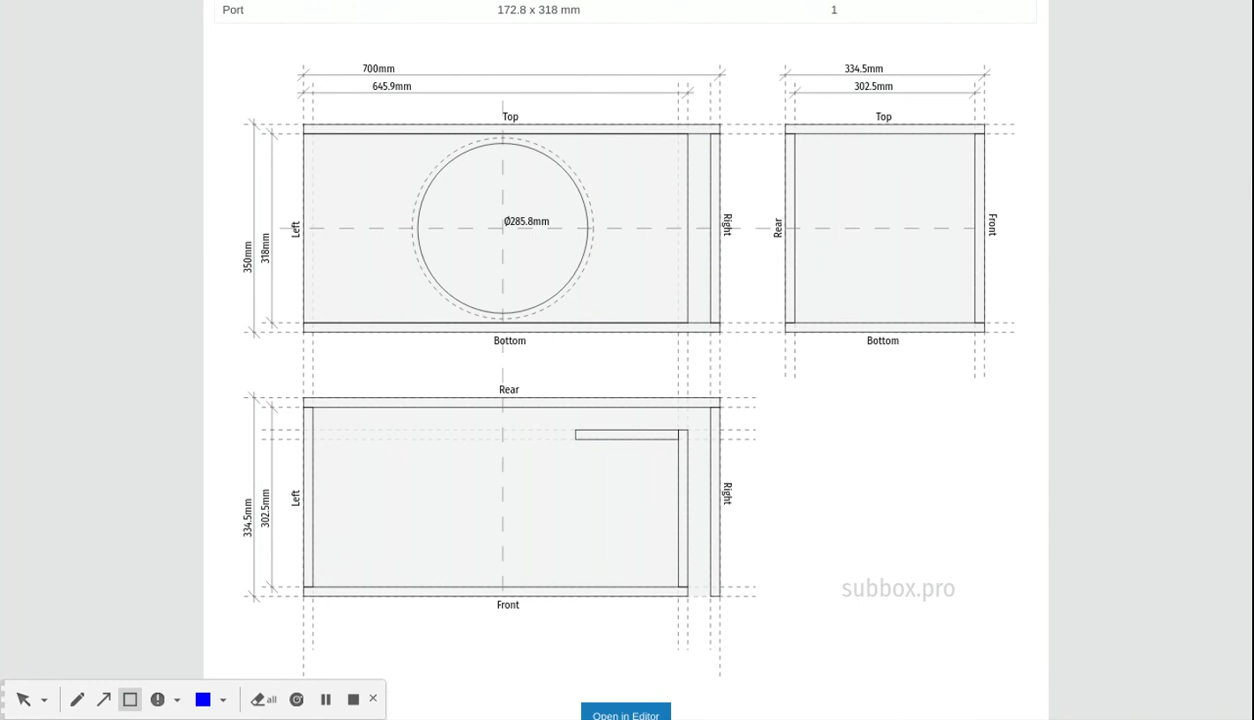 Port 172.8 x 318 mm 1
700mm 334.5mm
645.9mm 302.5mm
Top Top
Ø285.8mm
Left Right Rear Front
350mm 318mm
Bottom Bottom
Rear
Left Right
334.5mm 302.5mm
subbox.pro
Front
all
Open in Editor